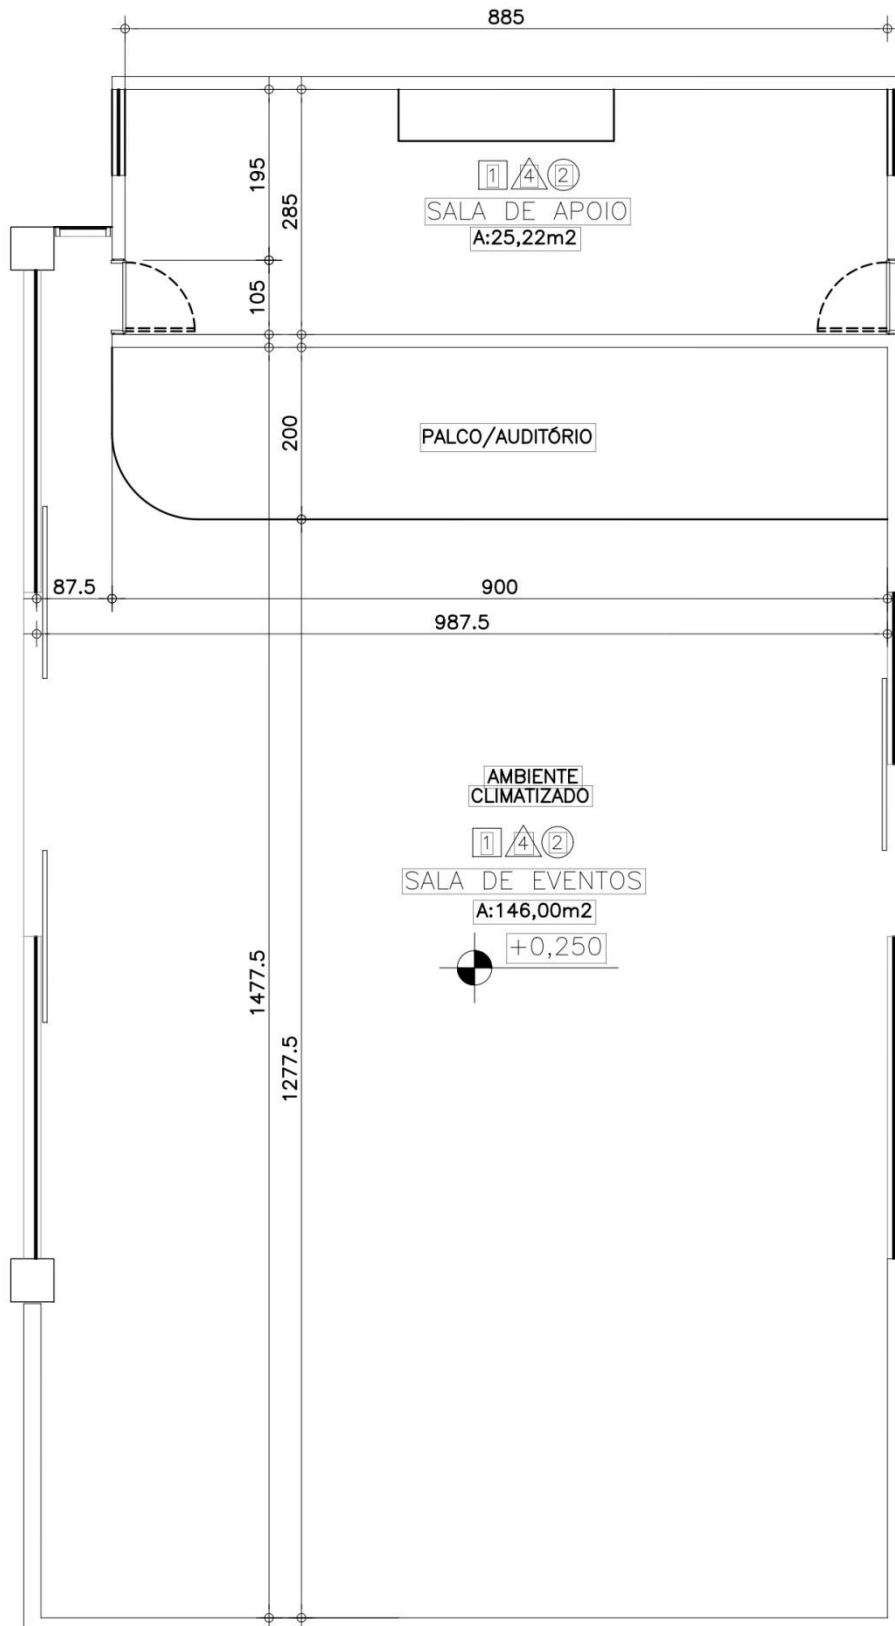 885
195
285
1 4 2
SALA DE APOIO
A:25,22m2
105
200
PALCO/AUDITÓRIO
87.5
900
987.5
AMBIENTE
CLIMATIZADO
1 4 2
SALA DE EVENTOS
A:146,00m2
+0,250
1477.5
1277.5